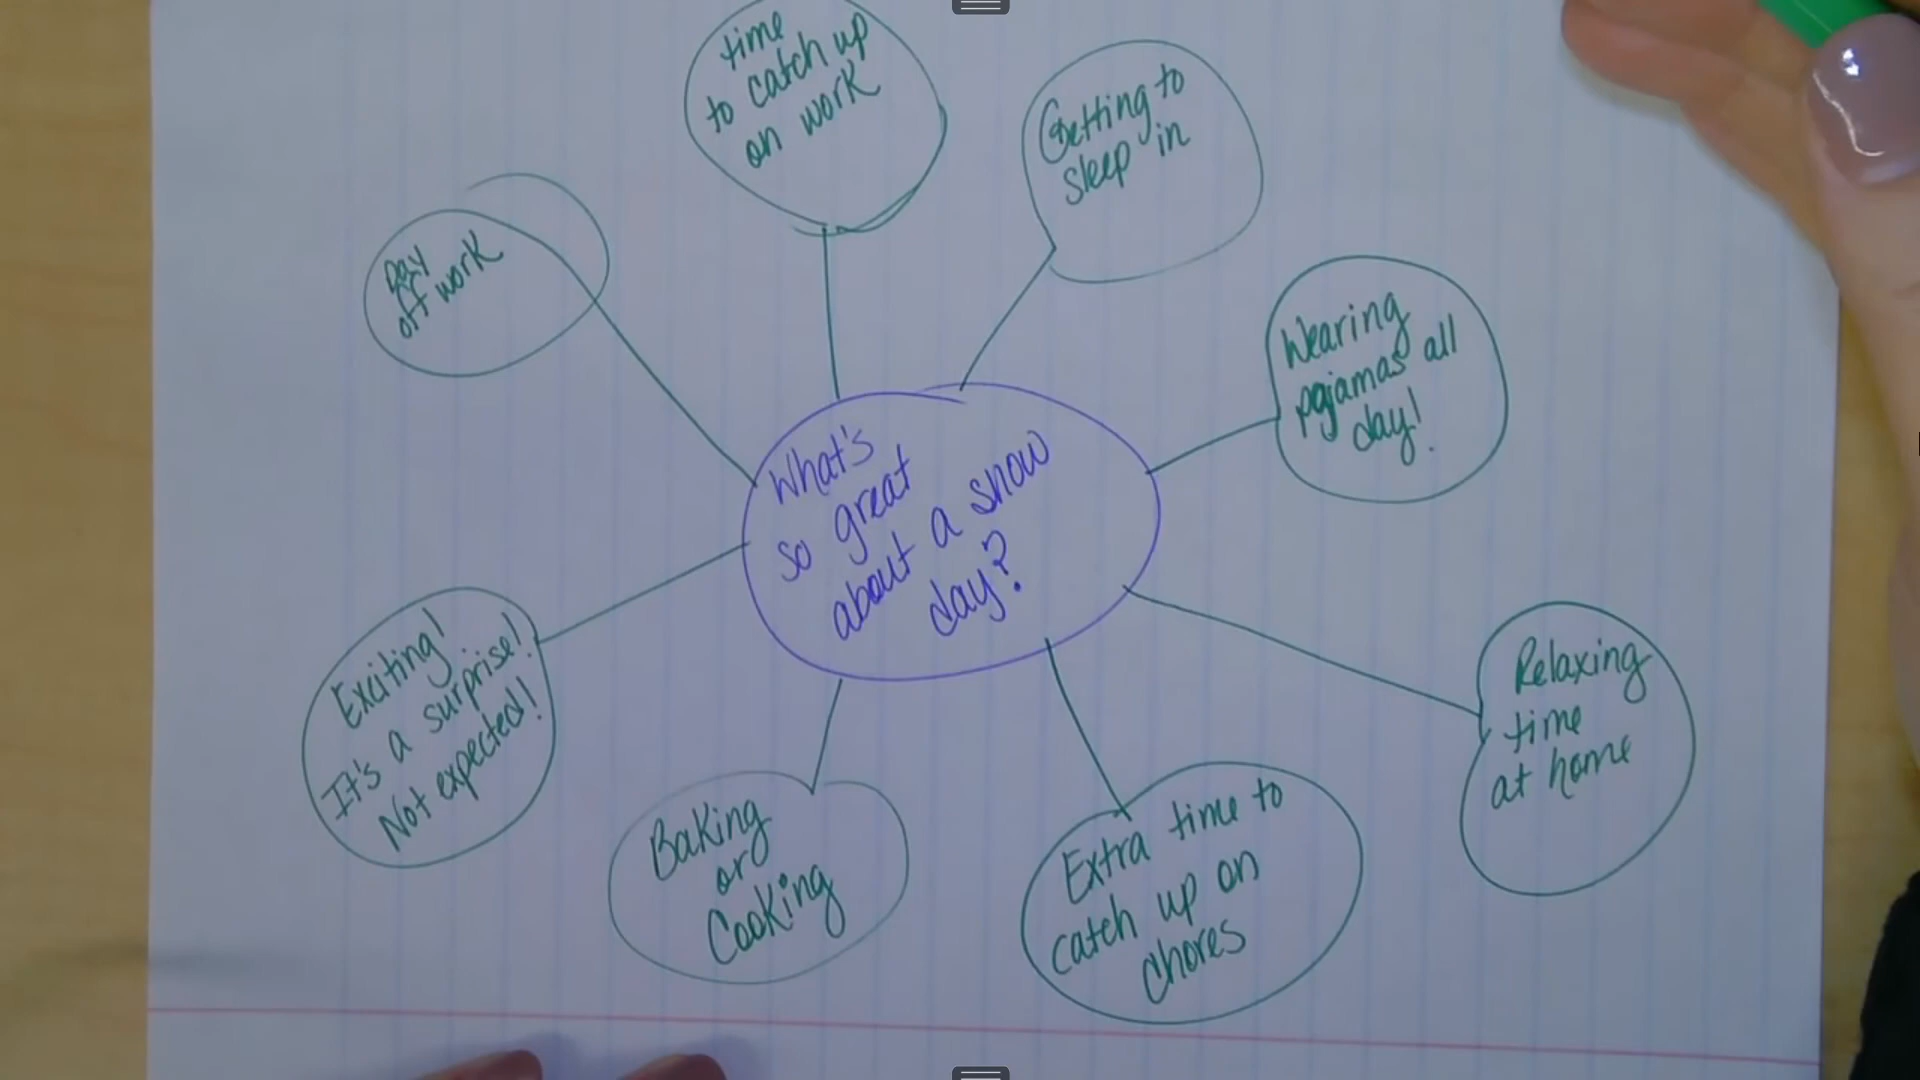 time
to catch up
on work
Getting to
sleep in
Day
off work
Wearing
pajamas all
day!
What's
so great
about a snow
day?
Exciting!
It's a surprise!
Not expected!
Relaxing
time
at home
Baking
or
Cooking
Extra time to
catch up on
chores